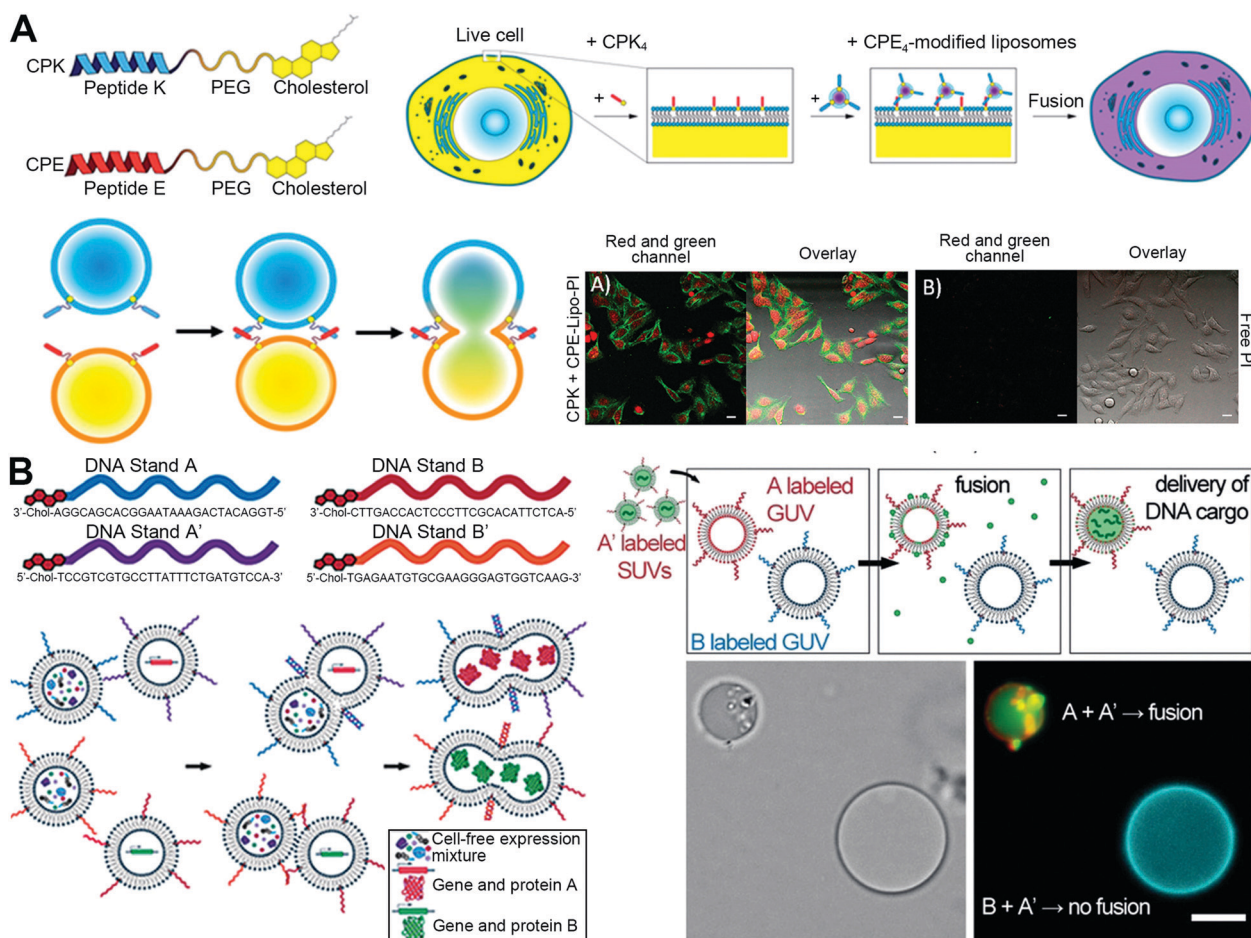 A
CPK
Peptide K
PEG
Cholesterol
CPE
Peptide E
PEG
Cholesterol
Live cell
+ CPK4
+
+ CPE4-modified liposomes
+
Fusion
Red and green
channel
Overlay
Red and green
channel
Overlay
CPK + CPE-Lipo-PI
A)
B)
Free PI
B
DNA Stand A
3′-Chol-AGGCAGCACGGAATAAAGACTACAGGT-5′
DNA Stand B
3′-Chol-CTTGACCACTCCCTTCGCACATTCTCA-5′
DNA Stand A′
5′-Chol-TCCGTCGTGCCTTATTTCTGATGTCCA-3′
DNA Stand B′
5′-Chol-TGAGAATGTGCGAAGGGAGTGGTCAAG-3′
Cell-free expression
mixture
Gene and protein A
Gene and protein B
A′ labeled
SUVs
A labeled
GUV
B labeled GUV
fusion
delivery of
DNA cargo
A + A' → fusion
B + A' → no fusion